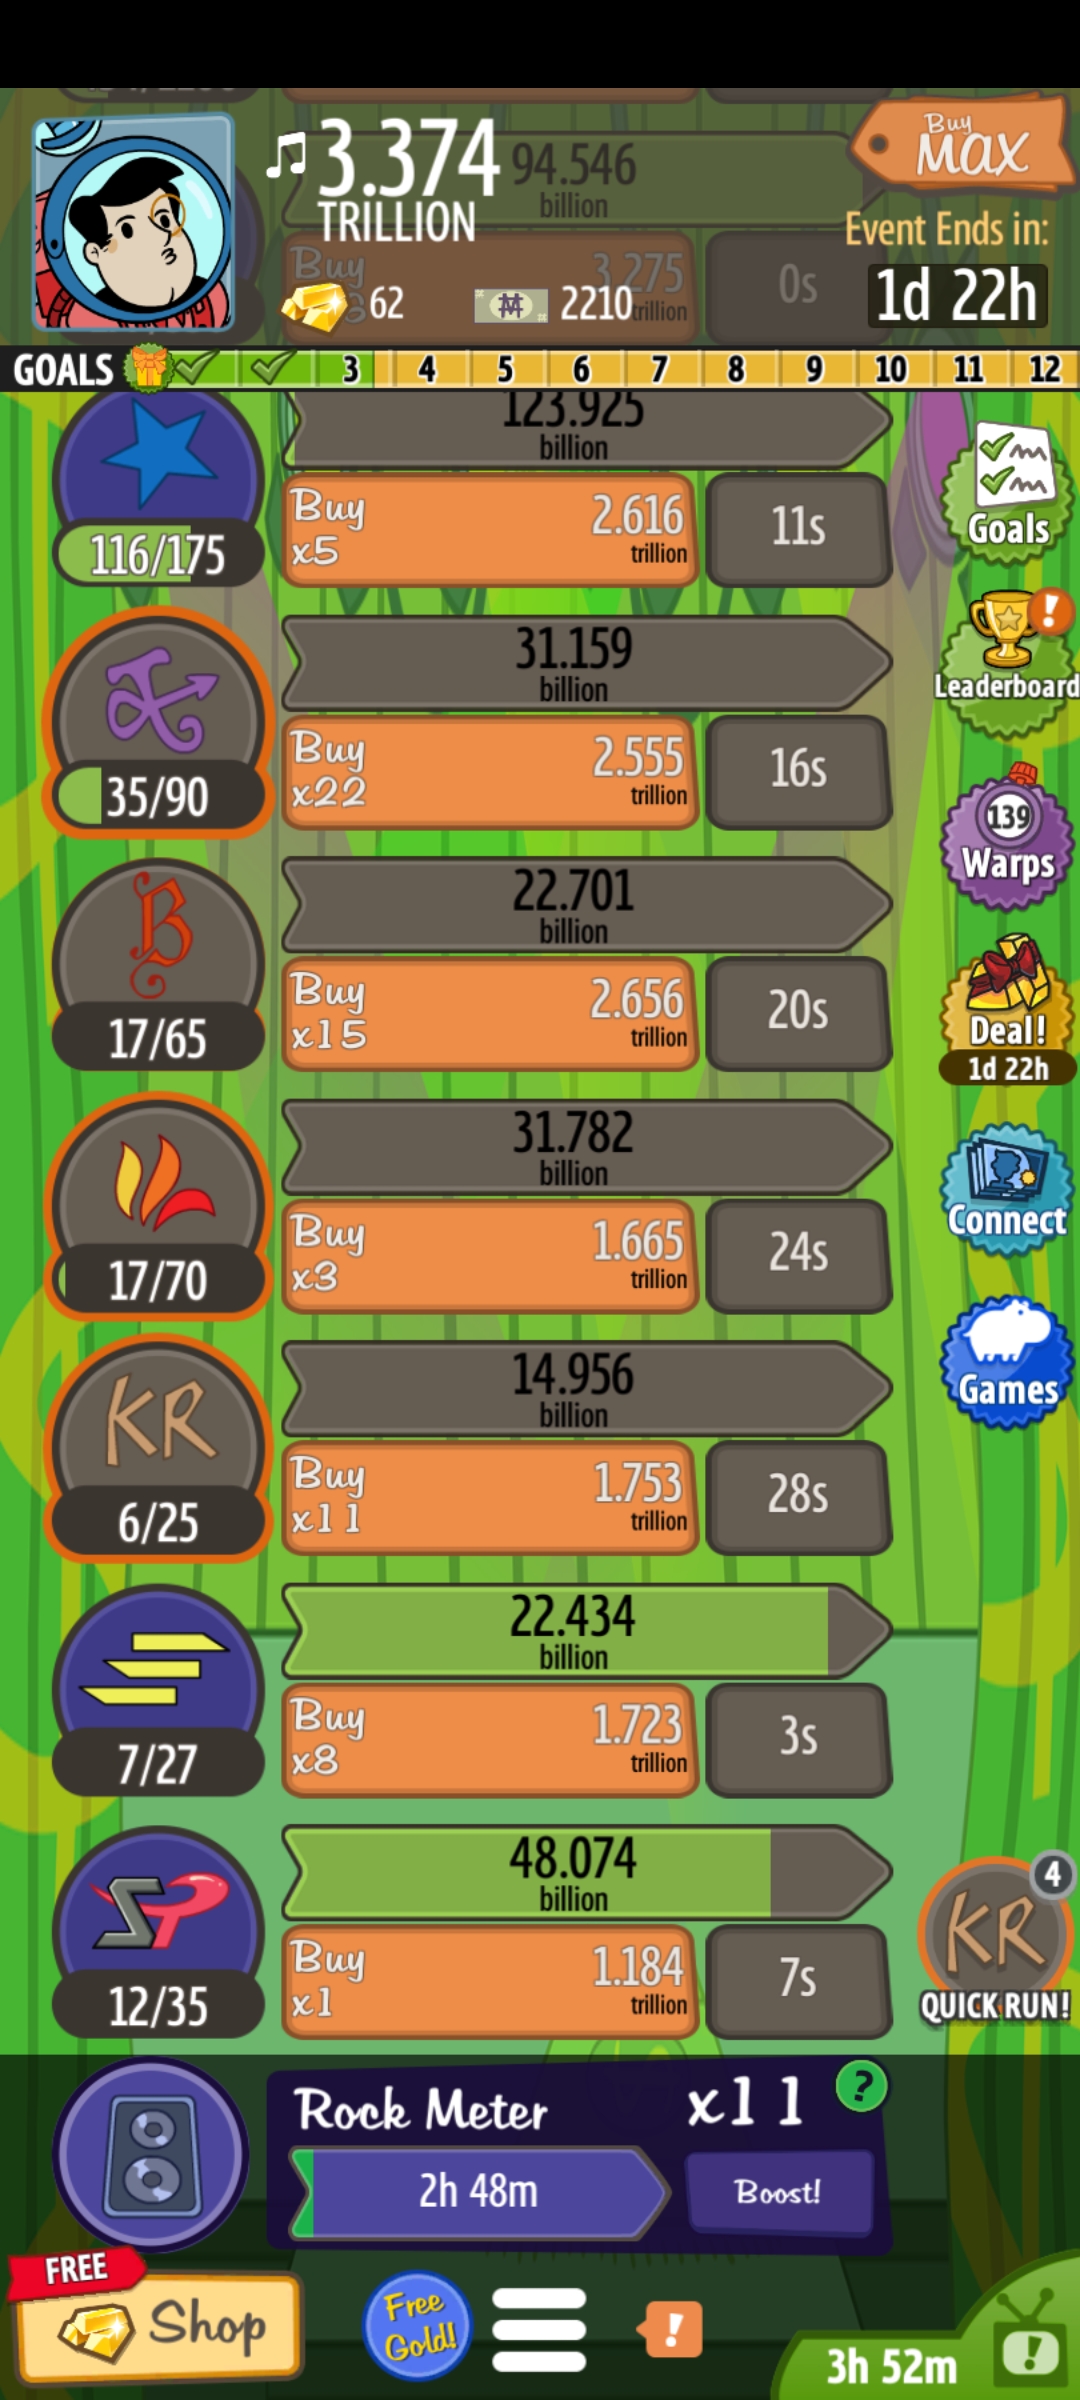 Buy
MAX
3.374
94.546
TRILLION
billion
Event Ends in:
1d 22h
Buy
3.275
trillion
0s
62
2210
GOALS 3 4 5 6 7 8 9 10 11 12
123.925
billion
116/175
Buy
x5
2.616
trillion
11s
Goals
31.159
billion
35/90
Buy
x22
2.555
trillion
16s
Leaderboard
22.701
billion
17/65
Buy
x15
2.656
trillion
20s
139
Warps
Deal!
1d 22h
31.782
billion
17/70
Buy
x3
1.665
trillion
24s
Connect
14.956
billion
KR
6/25
Buy
x11
1.753
trillion
28s
Games
22.434
billion
7/27
Buy
x8
1.723
trillion
3s
48.074
billion
SP
12/35
Buy
x1
1.184
trillion
7s
4
KR
QUICK RUN!
Rock Meter
x11
?
2h 48m
Boost!
FREE
Shop
Free
Gold!
!
3h 52m
!